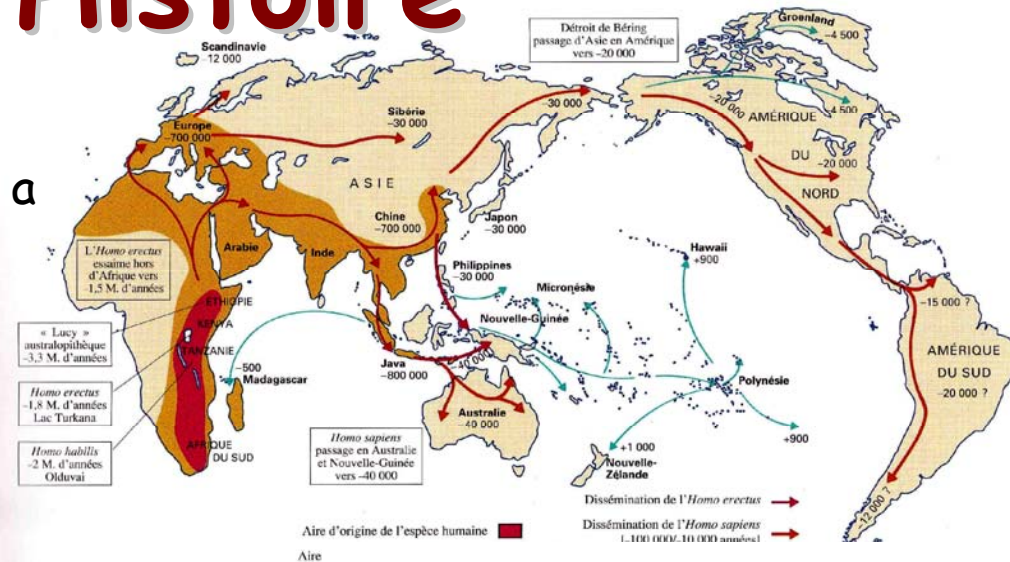 Histoire
Scandinavie
-12 000
Détroit de Béring
passage d'Asie en Amérique
vers -20 000
Groenland
-4 500
-4 500
Europe
-700 000
Sibérie
-30 000
-30 000
-20 000
AMÉRIQUE
DU
-20 000
NORD
a
ASIE
Chine
-700 000
Japon
-30 000
Arabie
Inde
L'Homo erectus
essaime hors
d'Afrique vers
-1,5 M. d'années
Philippines
-30 000
Micronésie
Hawaii
+900
ÉTHIOPIE
KENYA
TANZANIE
Nouvelle-Guinée
-15 000 ?
« Lucy »
australopithèque
-3,3 M. d'années
-500
Madagascar
Java
-800 000
-40 000
Polynésie
AMÉRIQUE
DU SUD
-20 000 ?
Homo erectus
-1,8 M. d'années
Lac Turkana
Australie
-40 000
+900
Homo habilis
-2 M. d'années
Olduvai
AFRIQUE
DU SUD
Homo sapiens
passage en Australie
et Nouvelle-Guinée
vers -40 000
+1 000
Nouvelle-
Zélande
-12 000 ?
Dissémination de l'Homo erectus
Aire d'origine de l'espèce humaine
Dissémination de l'Homo sapiens
[-100 000/-10 000 années]
Aire